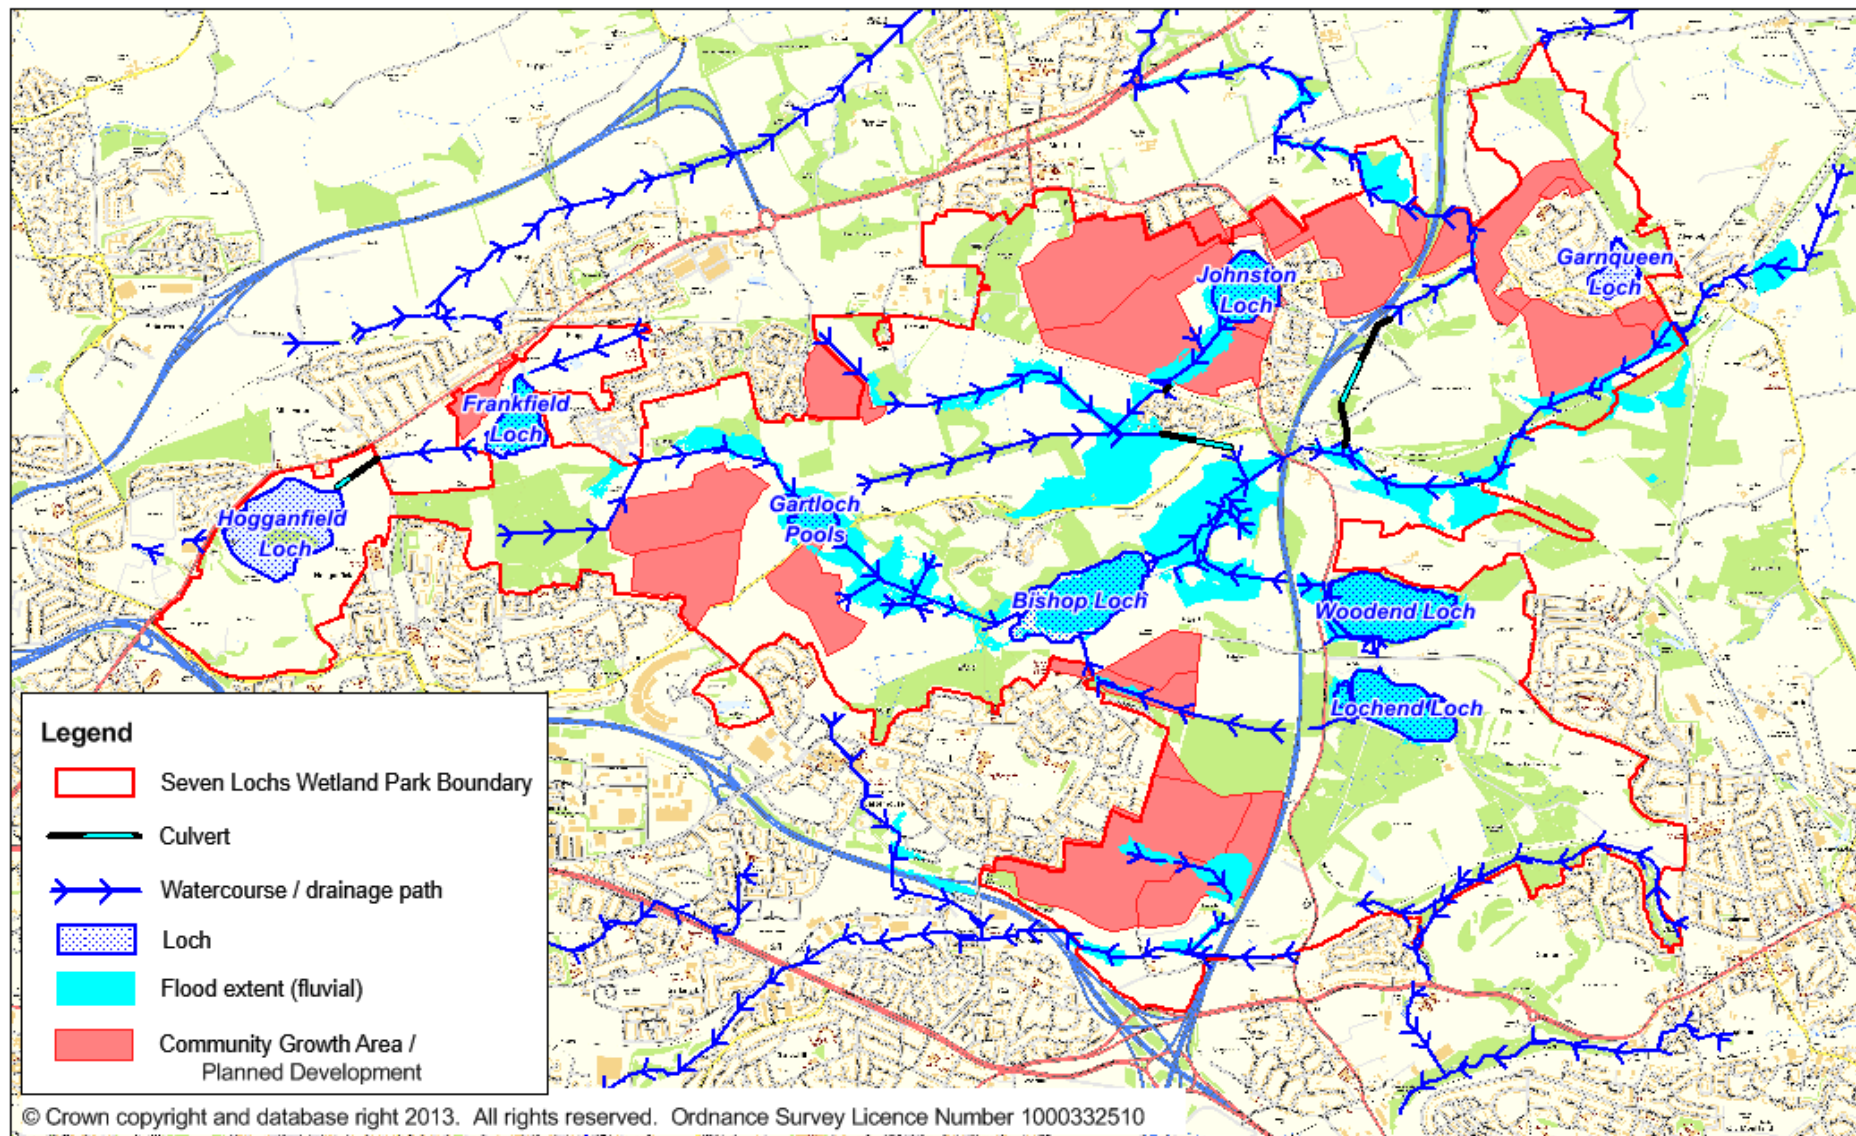 Johnston
Loch
Garnqueen
Loch
Frankfield
Loch
Hogganfield
Loch
Gartloch
Pools
Bishop Loch
Woodend Loch
Lochend Loch
Legend
Seven Lochs Wetland Park Boundary
Culvert
Watercourse / drainage path
Loch
Flood extent (fluvial)
Community Growth Area /
Planned Development
© Crown copyright and database right 2013. All rights reserved. Ordnance Survey Licence Number 1000332510